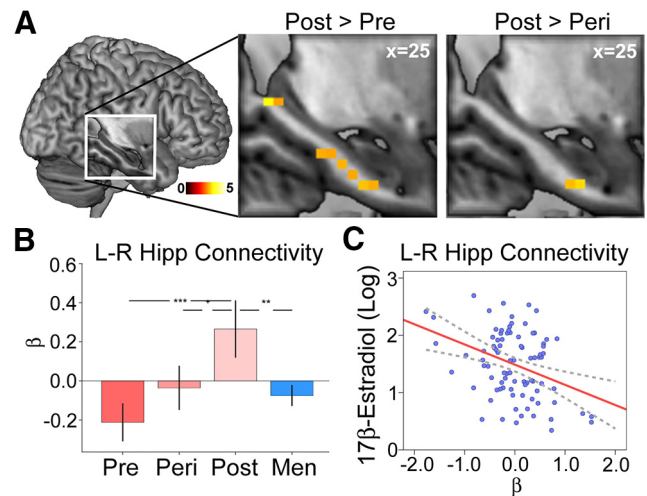 A
Post > Pre
Post > Peri
x=25
x=25
0 5
B
L-R Hipp Connectivity
0.6
0.4
0.2
0.0
-0.2
β
*** * **
Pre Peri Post Men
C
L-R Hipp Connectivity
17β-Estradiol (Log)
3
2
1
0
-2.0 -1.0 0.0 1.0 2.0
β